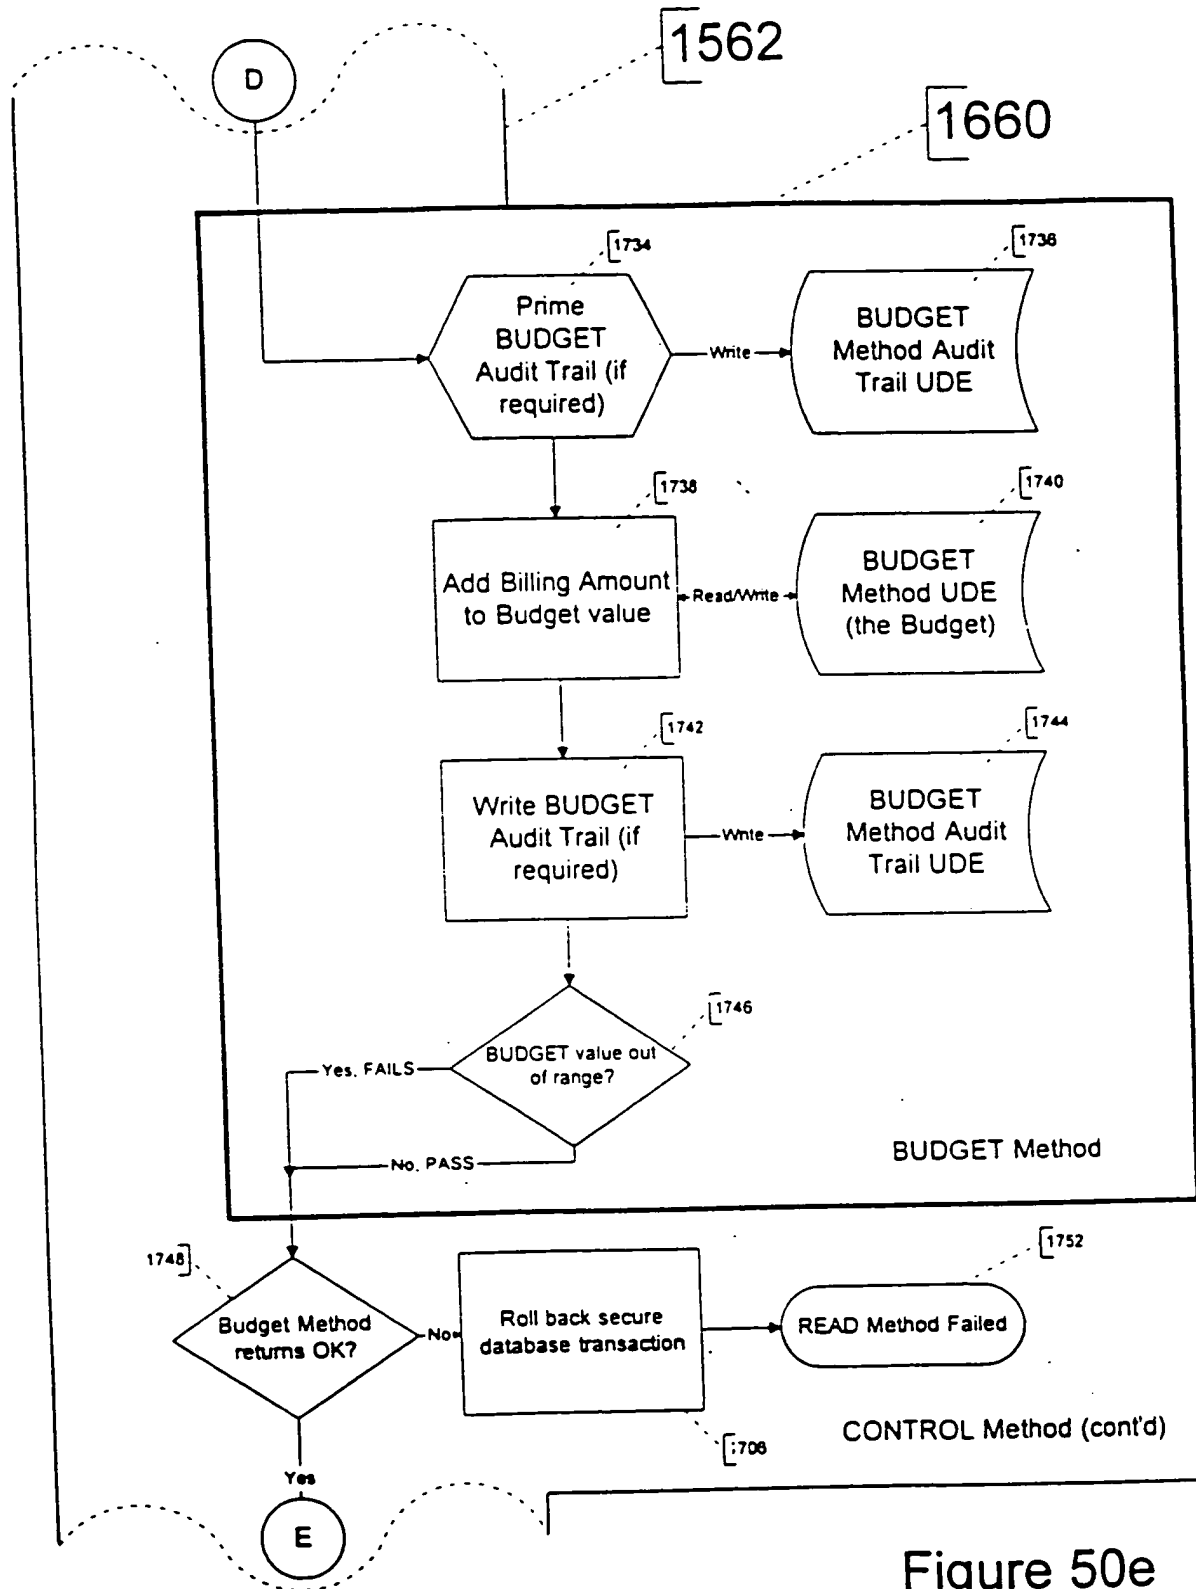 1562
D
1660
1734
1736
Prime
BUDGET
Audit Trail (if
required)
Write
BUDGET
Method Audit
Trail UDE
1738
1740
Add Billing Amount
to Budget value
Read/Write
BUDGET
Method UDE
(the Budget)
1742
1744
Write BUDGET
Audit Trail (if
required)
Write
BUDGET
Method Audit
Trail UDE
1746
BUDGET value out
of range?
Yes, FAILS
No, PASS
BUDGET Method
1748
1752
Budget Method
returns OK?
No
Roll back secure
database transaction
READ Method Failed
CONTROL Method (cont'd)
Yes
E
Figure 50e